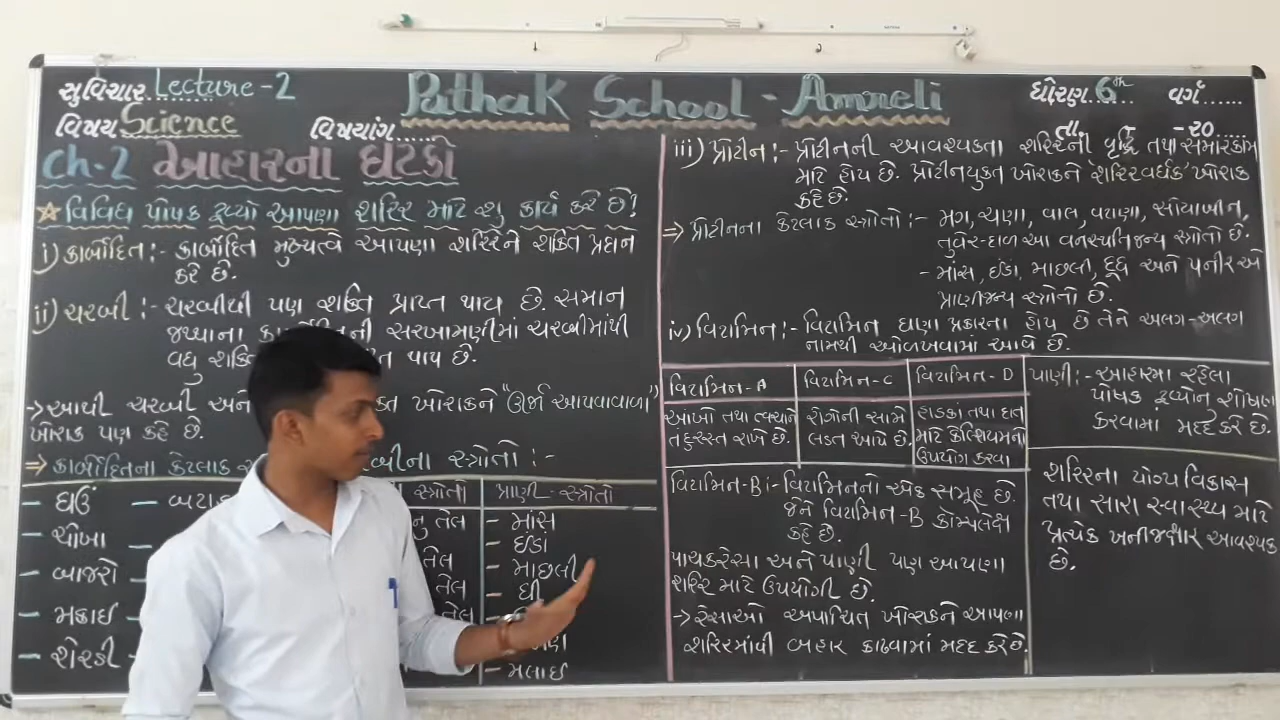 સુવિચાર Lecture - 2
Pathak School - Amreli
ધોરણ 6th વર્ગ
વિષય Science વિષયાંગ
તા. - -૨૦
Ch-2 આહારના ઘટકો
વિવિધ પોષક દ્રવ્યો આપણા શરિર માટે શુ કાર્ય કરે છે?
i) કાર્બોદિત :- કાર્બોદિત મુખ્યત્વે આપણા શરિરને શક્તિ પ્રદાન
કરે છે.
ii) ચરબી :- ચરબીથી પણ શક્તિ પ્રાપ્ત થાય છે. સમાન
જથ્થાના ની સરખામણીમાં ચરબીમાંથી
વધુ થાય છે.
→ આથી ચરબી અને ખોરાકને "ઊર્જા આપવાવાળા"
ખોરાક પણ કહે છે.
⇒ કાર્બોદિતના કેટલાક સ્ત્રોતો :-
- ઘઉં
- ચોખા
- બાજરો
- મકાઈ
- શેરડી
- બટા
સ્ત્રોતો
તેલ
તેલ
તેલ
તેલ
પ્રાણી - સ્ત્રોતો
- માંસ
- ઈંડાં
- માછલી
- ઘી
- મલાઈ
iii) પ્રોટીન :- પ્રોટીનની આવશ્યકતા શરિરની વૃદ્ધિ તથા સમારકામ
માટે હોય છે. પ્રોટીનયુક્ત ખોરાકને 'શરિરવર્ધક' ખોરાક
કહે છે.
⇒ પ્રોટીનના કેટલાક સ્ત્રોતો :- મગ, ચણા, વાલ, વટાણા, સોયાબીન,
તુવેર-દાળ આ વનસ્પતિજન્ય સ્ત્રોતો છે.
- માંસ, ઈંડાં, માછલી, દૂધ અને પનીર એ
પ્રાણીજન્ય સ્ત્રોતો છે.
iv) વિટામિન :- વિટામિન ઘણા પ્રકારના હોય છે તેને અલગ-અલગ
નામથી ઓળખવામાં આવે છે.
વિટામિન-A
આંખો તથા ત્વચાને
તંદુરસ્ત રાખે છે.
વિટામિન-C
રોગોની સામે
લડત આપે છે.
વિટામિન - D
હાડકાં તથા દાંત
માટે કેલ્શિયમનો
ઉપયોગ કરવા
વિટામિન-B :- વિટામિનનો એક સમૂહ છે.
જેને વિટામિન-B કોમ્પલેક્ષ
કહે છે.
પાચકરેસા અને પાણી પણ આપણા
શરિર માટે ઉપયોગી છે.
→ રેસાઓ અપાચિત ખોરાકને આપણા
શરિરમાંથી બહાર કાઢવામાં મદદ કરે છે.
પાણી :- આહારમા રહેલા
પોષક દ્રવ્યોનુ શોષણ
કરવામાં મદદ કરે છે.
શરિરના યોગ્ય વિકાસ
તથા સારા સ્વાસ્થ્ય માટે
પ્રત્યેક ખનીજક્ષાર આવશ્યક
છે.